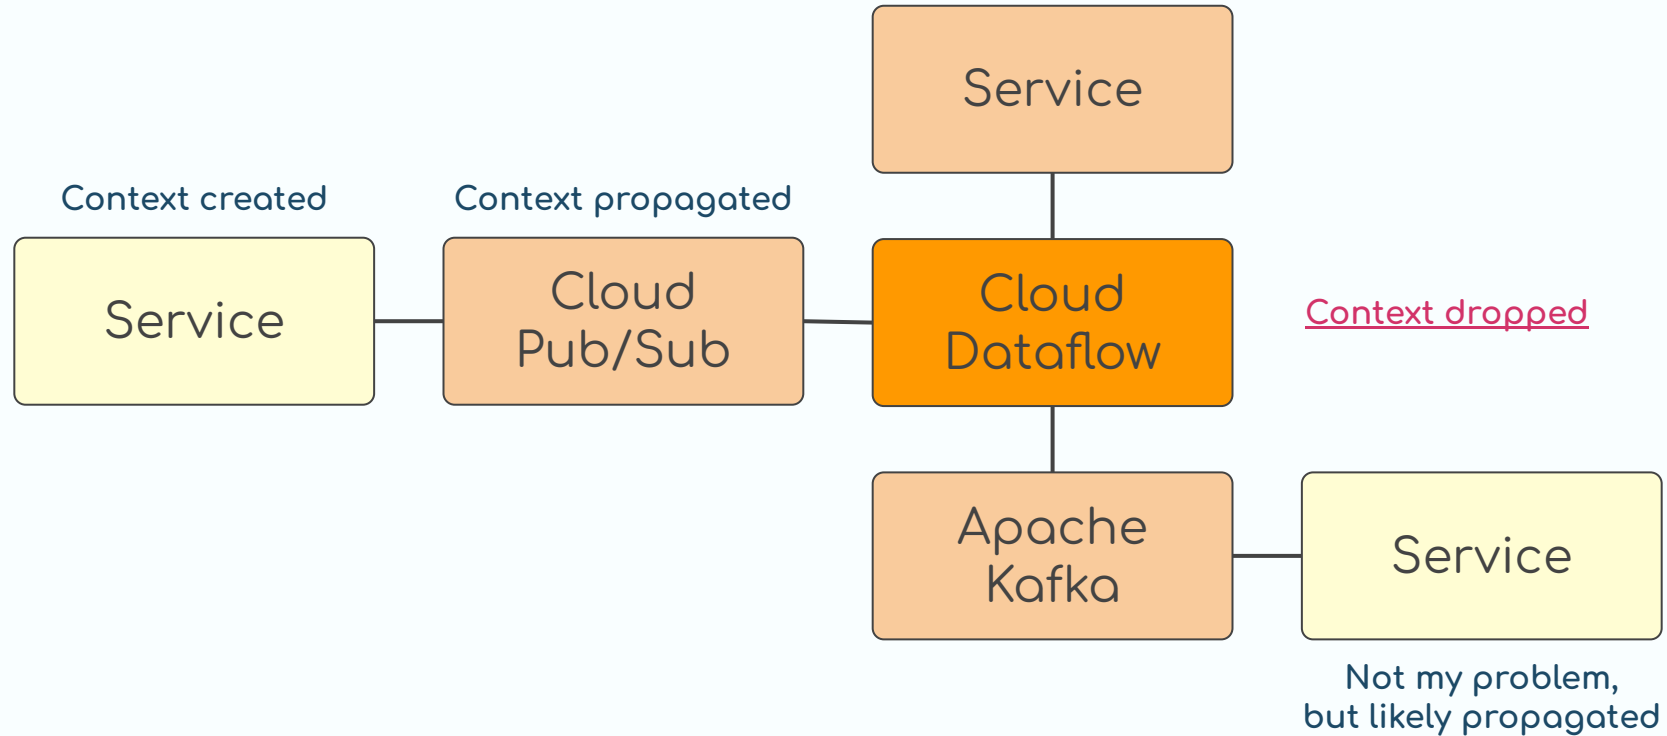 Service
Context created
Context propagated
Service
Cloud
Pub/Sub
Cloud
Dataflow
Context dropped
Apache
Kafka
Service
Not my problem,
but likely propagated